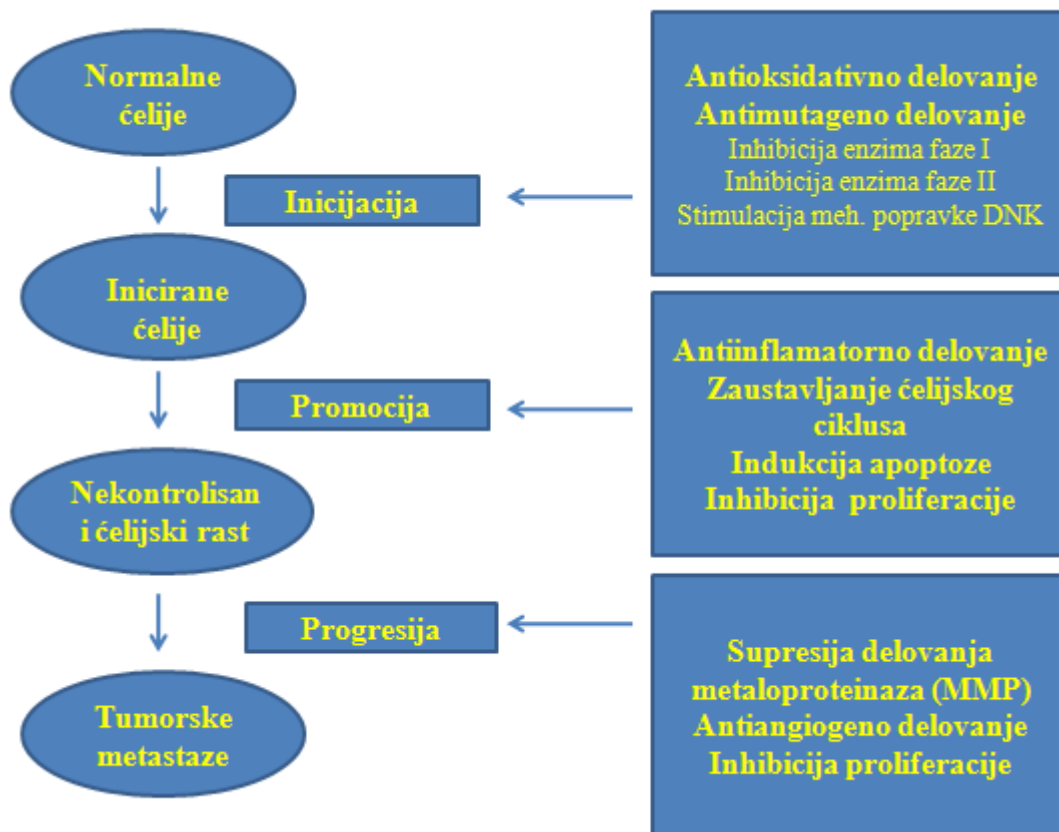 Normalne
ćelije
Antioksidativno delovanje
Antimutageno delovanje
Inhibicija enzima faze I
Inhibicija enzima faze II
Stimulacija meh. popravke DNK
Inicijacija
Inicirane
ćelije
Antiinflamatorno delovanje
Zaustavljanje ćelijskog
ciklusa
Indukcija apoptoze
Inhibicija proliferacije
Promocija
Nekontrolisan
i ćelijski rast
Progresija
Supresija delovanja
metaloproteinaza (MMP)
Antiangiogeno delovanje
Inhibicija proliferacije
Tumorske
metastaze